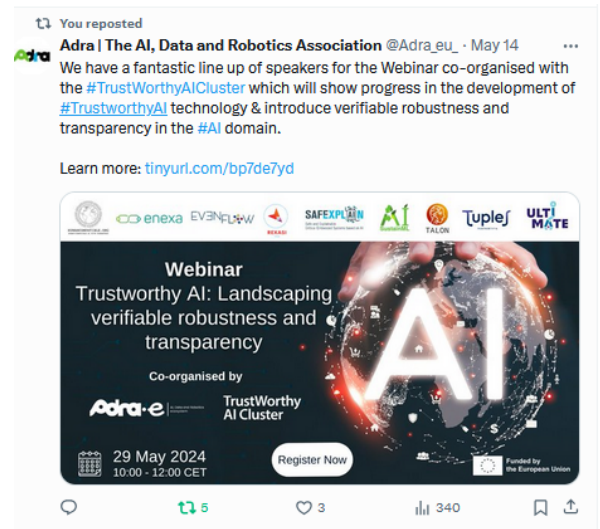 You reposted
Adra | The AI, Data and Robotics Association @Adra_eu_ · May 14
We have a fantastic line up of speakers for the Webinar co-organised with
the #TrustWorthyAICluster which will show progress in the development of
#TrustworthyAI technology & introduce verifiable robustness and
transparency in the #AI domain.
Learn more: tinyurl.com/bp7de7yd
enexa EV3NFLOW REXASI SAFEXPLAIN SustainML TALON Tuples ULTIMATE
Webinar
Trustworthy AI: Landscaping
verifiable robustness and
transparency
AI
Co-organised by
Adra-e
TrustWorthy
AI Cluster
29 May 2024
10:00 - 12:00 CET
Register Now
Funded by
the European Union
5 3 340